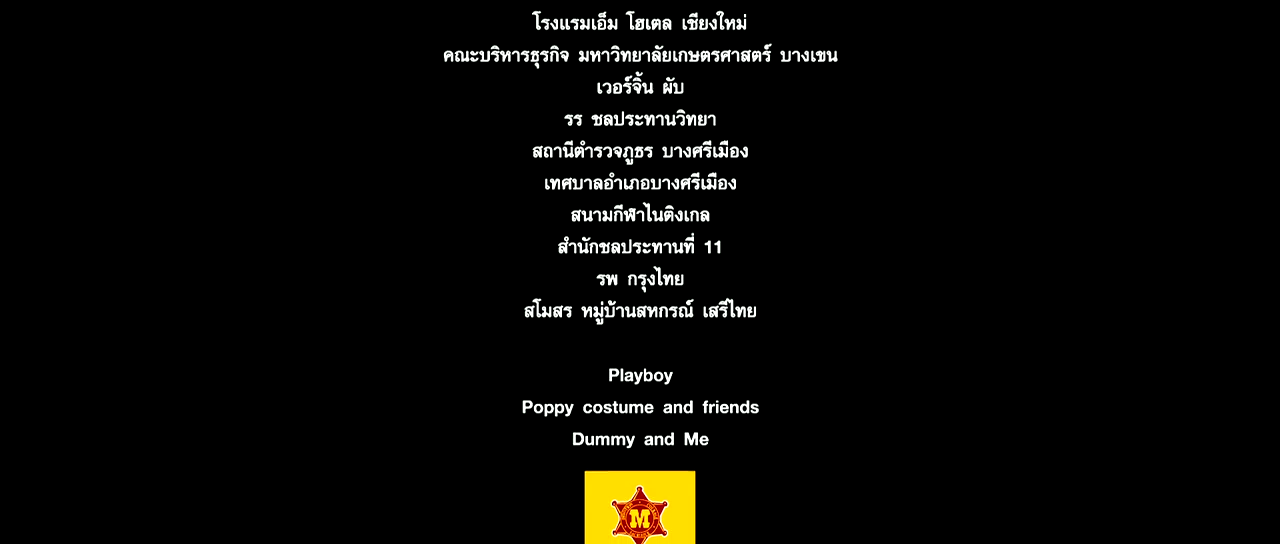 โรงแรมเอ็ม โฮเตล เชียงใหม่
คณะบริหารธุรกิจ มหาวิทยาลัยเกษตรศาสตร์ บางเขน
เวอร์จิ้น ผับ
รร ชลประทานวิทยา
สถานีตำรวจภูธร บางศรีเมือง
เทศบาลอำเภอบางศรีเมือง
สนามกีฬาไนติงเกล
สำนักชลประทานที่ 11
รพ กรุงไทย
สโมสร หมู่บ้านสหกรณ์ เสรีไทย
Playboy
Poppy costume and friends
Dummy and Me
M